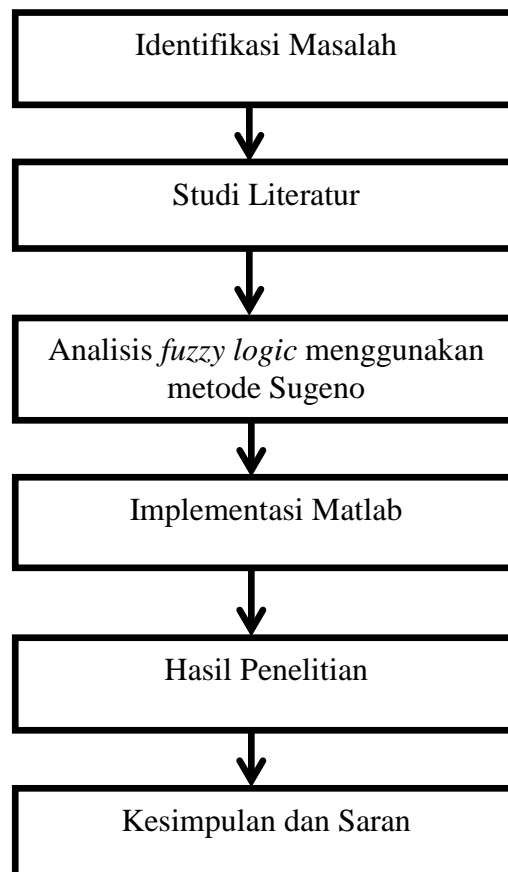 Identifikasi Masalah
Studi Literatur
Analisis fuzzy logic menggunakan
metode Sugeno
Implementasi Matlab
Hasil Penelitian
Kesimpulan dan Saran